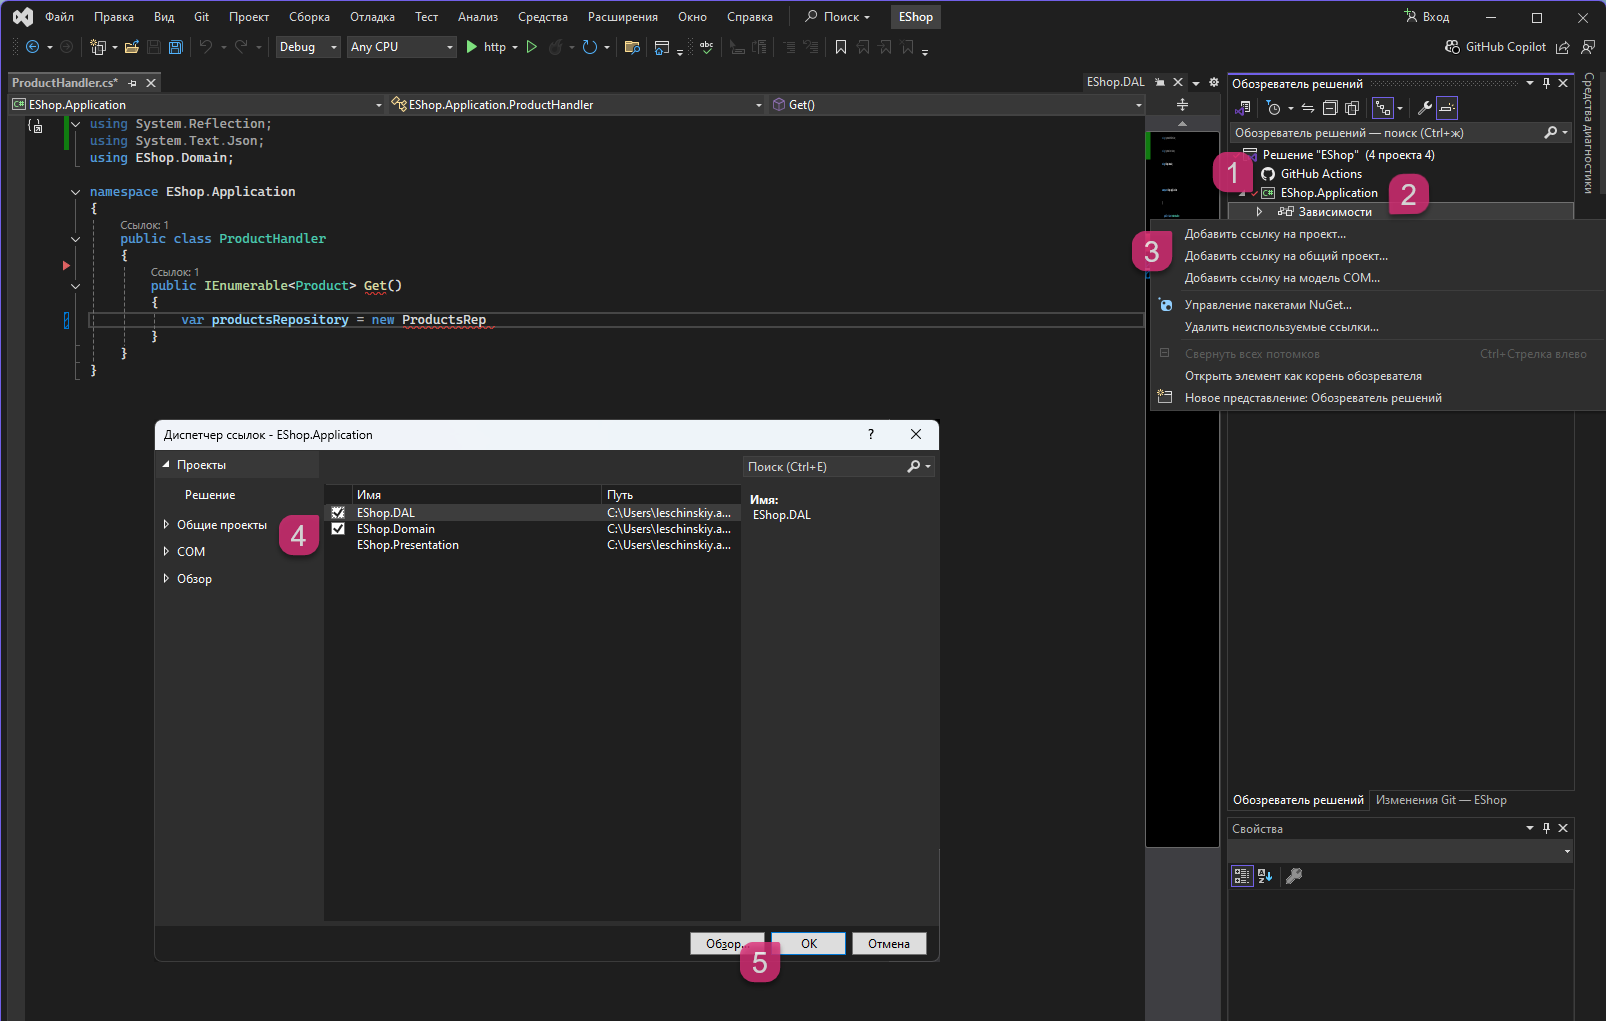 Файл Правка Вид Git Проект Сборка Отладка Тест Анализ Средства Расширения Окно Справка Поиск EShop Вход
Debug Any CPU http GitHub Copilot
ProductHandler.cs* EShop.DAL
EShop.Application EShop.Application.ProductHandler Get()
using System.Reflection;
using System.Text.Json;
using EShop.Domain;
namespace EShop.Application
{
Ссылок: 1
public class ProductHandler
{
Ссылок: 1
public IEnumerable<Product> Get()
{
var productsRepository = new ProductsRep
}
}
}
Обозреватель решений
Обозреватель решений — поиск (Ctrl+ж)
Решение "EShop" (4 проекта 4)
1
GitHub Actions
EShop.Application
2
Зависимости
Средства диагностики
3
Добавить ссылку на проект...
Добавить ссылку на общий проект...
Добавить ссылку на модель COM...
Управление пакетами NuGet...
Удалить неиспользуемые ссылки...
Свернуть всех потомков Ctrl+Стрелка влево
Открыть элемент как корень обозревателя
Новое представление: Обозреватель решений
Диспетчер ссылок - EShop.Application ?
Проекты
Поиск (Ctrl+E)
Решение
Общие проекты
COM
Обзор
4
Имя Путь
EShop.DAL C:\Users\leschinskiy.a...
EShop.Domain C:\Users\leschinskiy.a...
EShop.Presentation C:\Users\leschinskiy.a...
Имя:
EShop.DAL
Обзор... OK Отмена
5
Обозреватель решений Изменения Git — EShop
Свойства